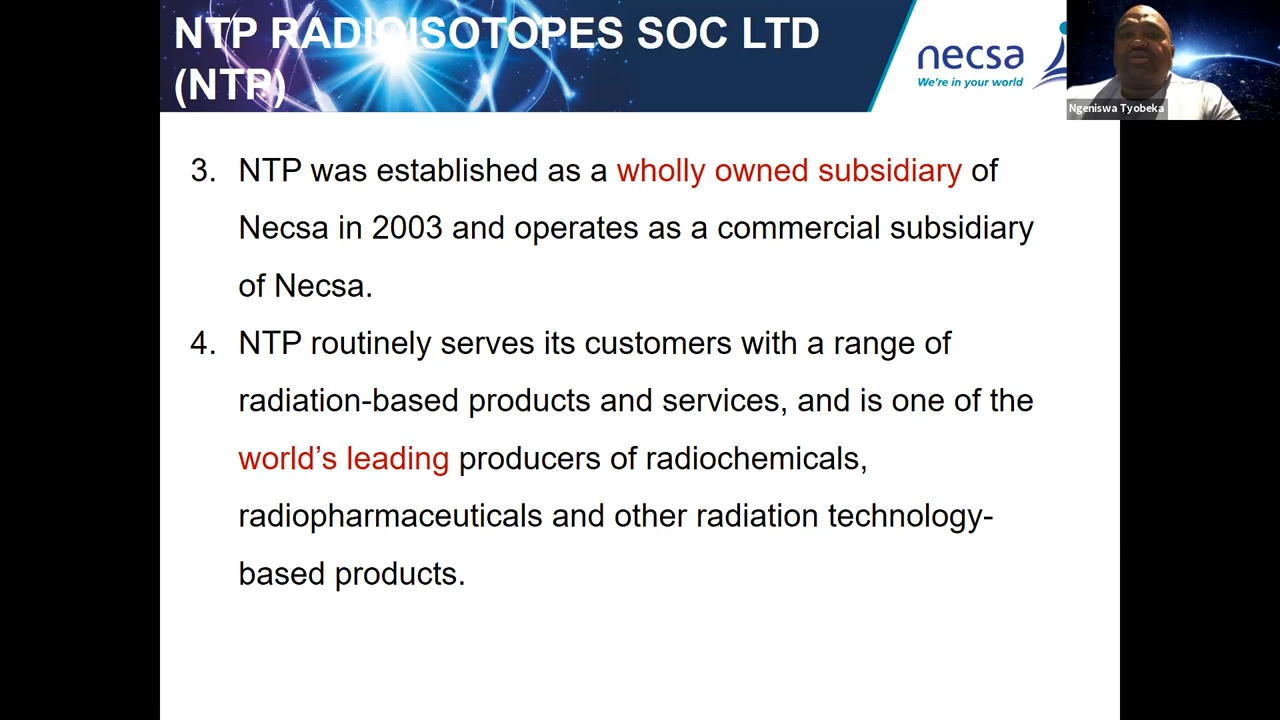 NTP RADIOISOTOPES SOC LTD
(NTP)
necsa
We're in your world
Ngeniswa Tyobeka
3. NTP was established as a wholly owned subsidiary of
Necsa in 2003 and operates as a commercial subsidiary
of Necsa.
4. NTP routinely serves its customers with a range of
radiation-based products and services, and is one of the
world’s leading producers of radiochemicals,
radiopharmaceuticals and other radiation technology-
based products.